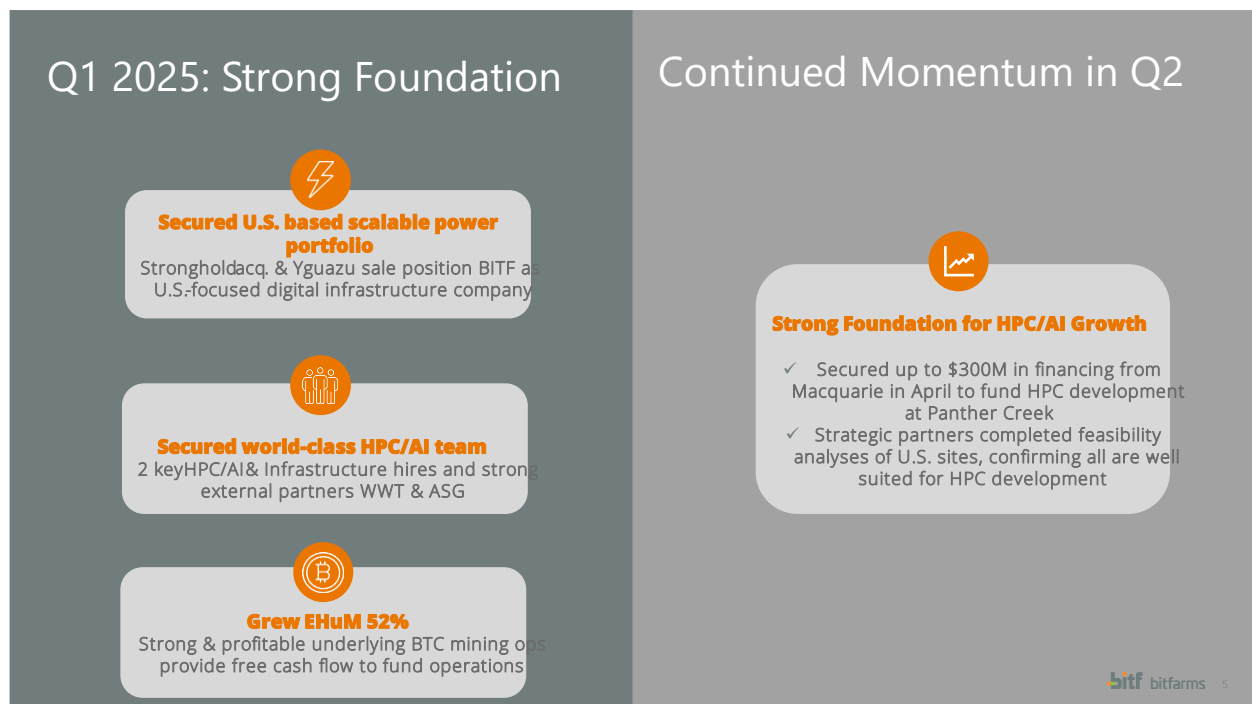 Q1 2025: Strong Foundation
Secured U.S. based scalable power
portfolio
Stronghold acq. & Yguazu sale position BITF as
U.S.-focused digital infrastructure company
Secured world-class HPC/AI team
2 key HPC/AI & Infrastructure hires and strong
external partners WWT & ASG
Grew EHuM 52%
Strong & profitable underlying BTC mining ops
provide free cash flow to fund operations
Continued Momentum in Q2
Strong Foundation for HPC/AI Growth
✓ Secured up to $300M in financing from
Macquarie in April to fund HPC development
at Panther Creek
✓ Strategic partners completed feasibility
analyses of U.S. sites, confirming all are well-
suited for HPC development
bitf bitfarms 5